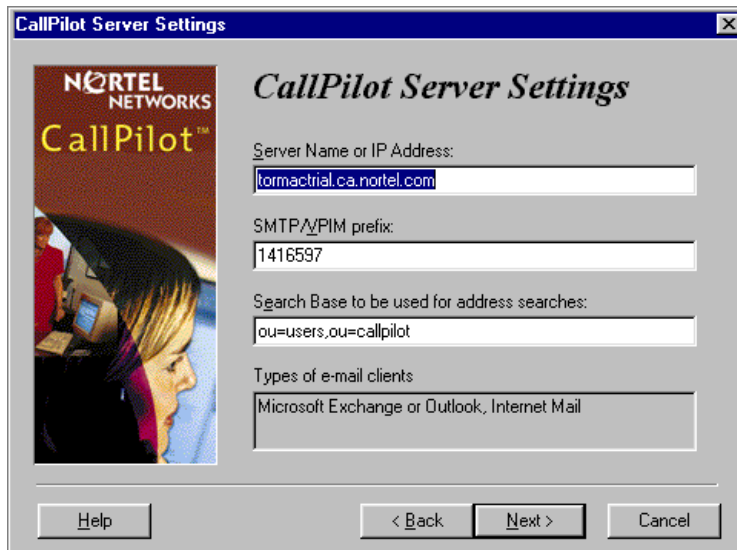 CallPilot Server Settings
NORTEL
NETWORKS
CallPilot™
CallPilot Server Settings
Server Name or IP Address:
tormactrial.ca.nortel.com
SMTP/VPIM prefix:
1416597
Search Base to be used for address searches:
ou=users,ou=callpilot
Types of e-mail clients
Microsoft Exchange or Outlook, Internet Mail
Help
< Back
Next >
Cancel